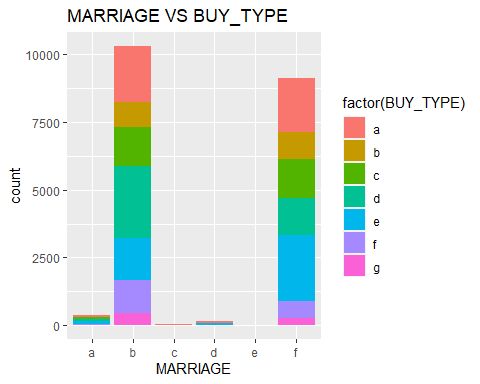 MARRIAGE VS BUY_TYPE
count
10000
7500
5000
2500
0
a b c d e f
MARRIAGE
factor(BUY_TYPE)
a
b
c
d
e
f
g